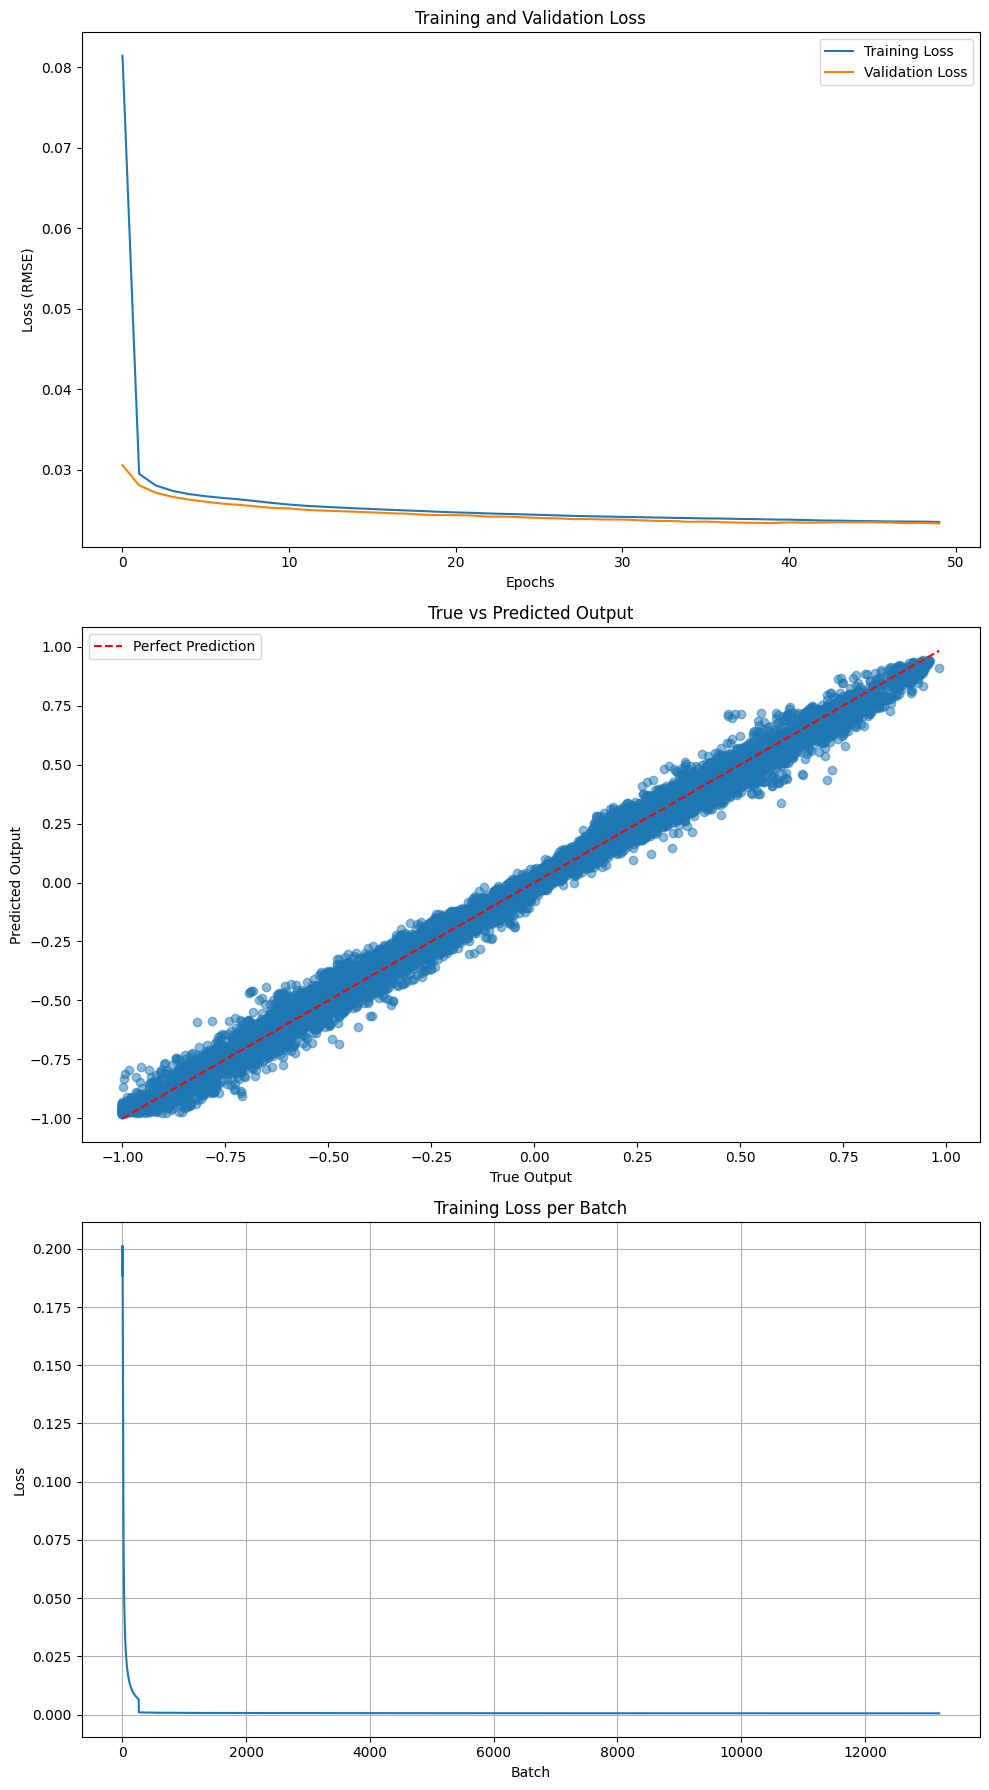 Training and Validation Loss
Training Loss
Validation Loss
0.08
0.07
0.06
0.05
0.04
0.03
Loss (RMSE)
0 10 20 30 40 50
Epochs
True vs Predicted Output
Perfect Prediction
1.00
0.75
0.50
0.25
0.00
−0.25
−0.50
−0.75
−1.00
Predicted Output
−1.00 −0.75 −0.50 −0.25 0.00 0.25 0.50 0.75 1.00
True Output
Training Loss per Batch
0.200
0.175
0.150
0.125
0.100
0.075
0.050
0.025
0.000
Loss
0 2000 4000 6000 8000 10000 12000
Batch